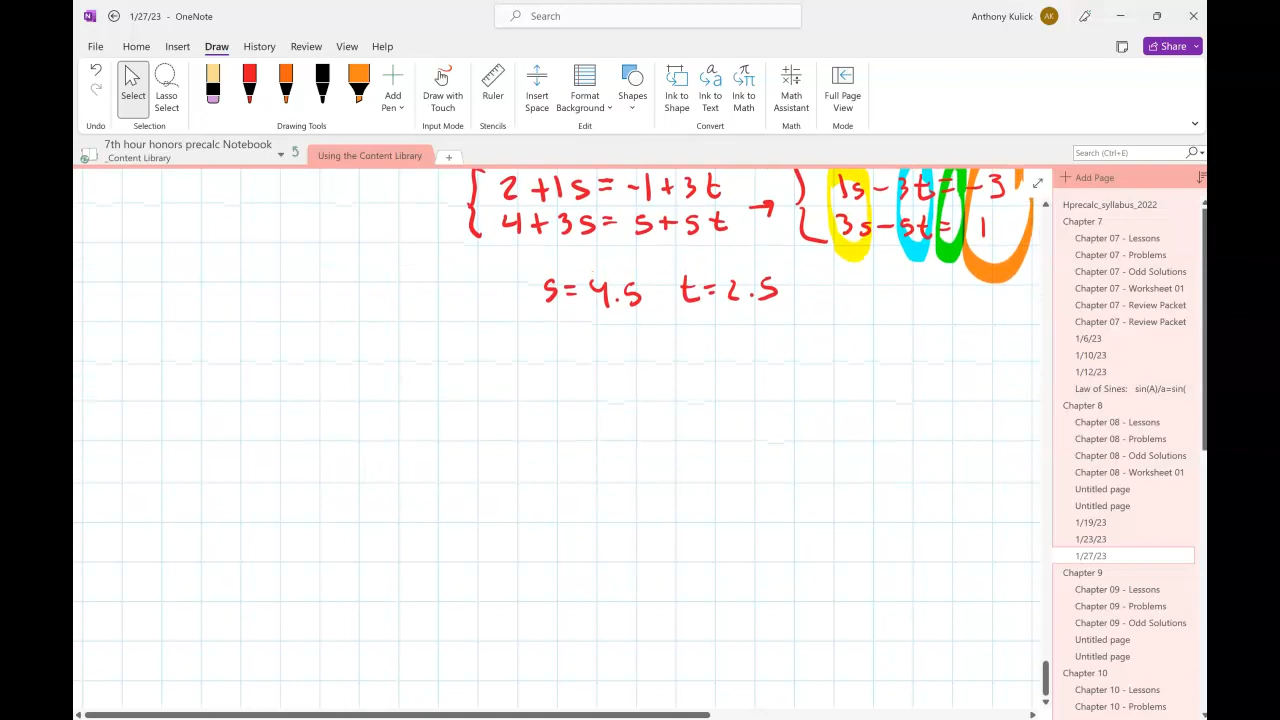 1/27/23 - OneNote
Search
Anthony Kulick AK
File Home Insert Draw History Review View Help
Share
Undo
Select
Lasso Select
Add Pen
Draw with Touch
Ruler
Insert Space
Format Background
Shapes
Ink to Shape
Ink to Text
Ink to Math
Math Assistant
Full Page View
Undo Selection Drawing Tools Input Mode Stencils Edit Convert Math Mode
7th hour honors precalc Notebook
_Content Library
Using the Content Library
Search (Ctrl+E)
2 + 1s = -1 + 3t → 1s - 3t = -3
4 + 3s = 5 + 5t 3s - 5t = 1
s = 4.5 t = 2.5
Add Page
Hprecalc_syllabus_2022
Chapter 7
Chapter 07 - Lessons
Chapter 07 - Problems
Chapter 07 - Odd Solutions
Chapter 07 - Worksheet 01
Chapter 07 - Review Packet
Chapter 07 - Review Packet
1/6/23
1/10/23
1/12/23
Law of Sines: sin(A)/a=sin(
Chapter 8
Chapter 08 - Lessons
Chapter 08 - Problems
Chapter 08 - Odd Solutions
Chapter 08 - Worksheet 01
Untitled page
Untitled page
1/19/23
1/23/23
1/27/23
Chapter 9
Chapter 09 - Lessons
Chapter 09 - Problems
Chapter 09 - Odd Solutions
Untitled page
Untitled page
Chapter 10
Chapter 10 - Lessons
Chapter 10 - Problems